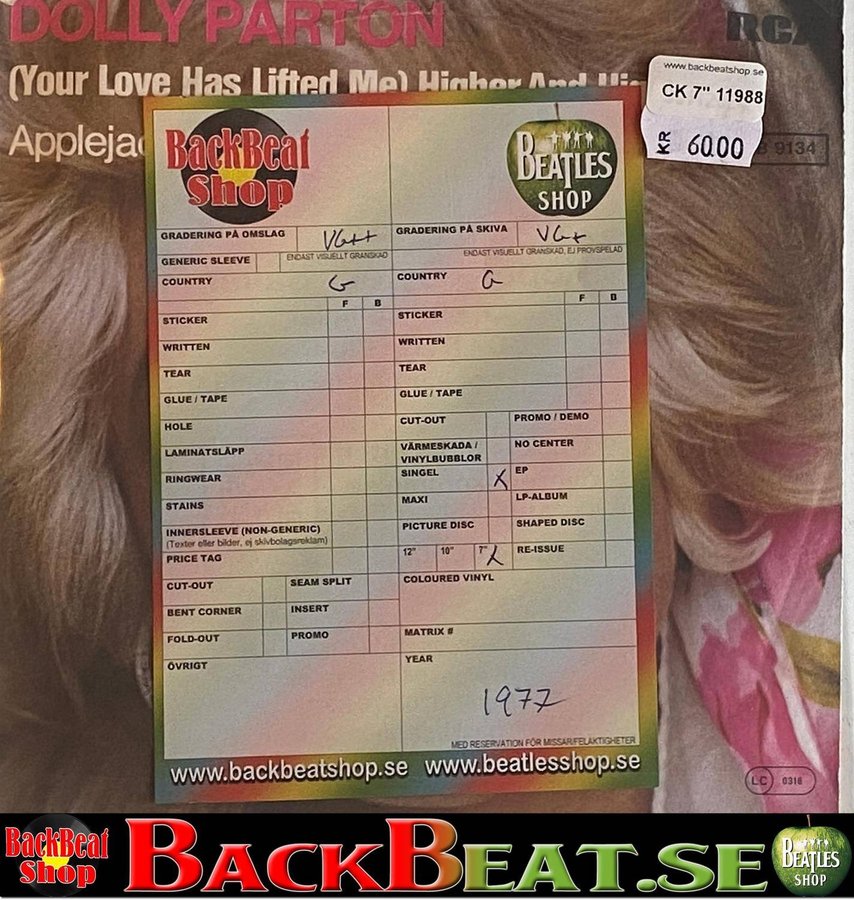 DOLLY PARTON
RCA
(Your Love Has Lifted Me) Higher And
Applejac
www.backbeatshop.se
CK 7" 11988
KR 60.00
9134
BackBeat
Shop
BEATLES
SHOP
GRADERING PÅ OMSLAG VG++
GRADERING PÅ SKIVA VG+
GENERIC SLEEVE ENDAST VISUELLT GRANSKAD
ENDAST VISUELLT GRANSKAD, EJ PROVSPELAD
COUNTRY G
COUNTRY G
F B
F B
STICKER
STICKER
WRITTEN
WRITTEN
TEAR
TEAR
GLUE / TAPE
GLUE / TAPE
HOLE
CUT-OUT PROMO / DEMO
LAMINATSLÄPP
VÄRMESKADA / NO CENTER
VINYLBUBBLOR
RINGWEAR
SINGEL X EP
STAINS
MAXI LP-ALBUM
INNERSLEEVE (NON-GENERIC)
(Texter eller bilder, ej skivbolagsreklam)
PICTURE DISC SHAPED DISC
PRICE TAG
12" 10" 7" X RE-ISSUE
CUT-OUT SEAM SPLIT
COLOURED VINYL
BENT CORNER INSERT
FOLD-OUT PROMO
MATRIX #
ÖVRIGT
YEAR
1977
MED RESERVATION FÖR MISSAR/FELAKTIGHETER
www.backbeatshop.se www.beatlesshop.se
LC 0316
BackBeat
Shop
BACKBEAT.SE
BEATLES
SHOP